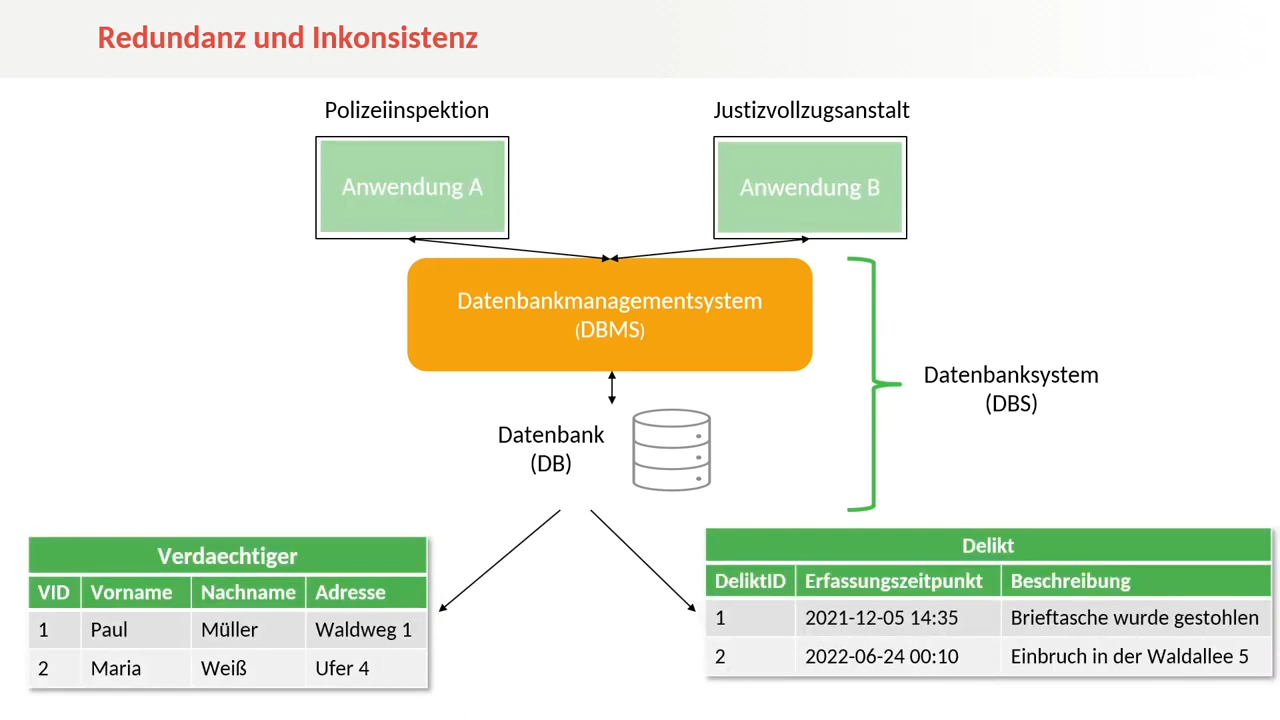 Redundanz und Inkonsistenz
Polizeiinspektion
Justizvollzugsanstalt
Anwendung A
Anwendung B
Datenbankmanagementsystem
(DBMS)
Datenbanksystem
(DBS)
Datenbank
(DB)
Verdaechtiger
VID Vorname Nachname Adresse
1 Paul Müller Waldweg 1
2 Maria Weiß Ufer 4
Delikt
DeliktID Erfassungszeitpunkt Beschreibung
1 2021-12-05 14:35 Brieftasche wurde gestohlen
2 2022-06-24 00:10 Einbruch in der Waldallee 5